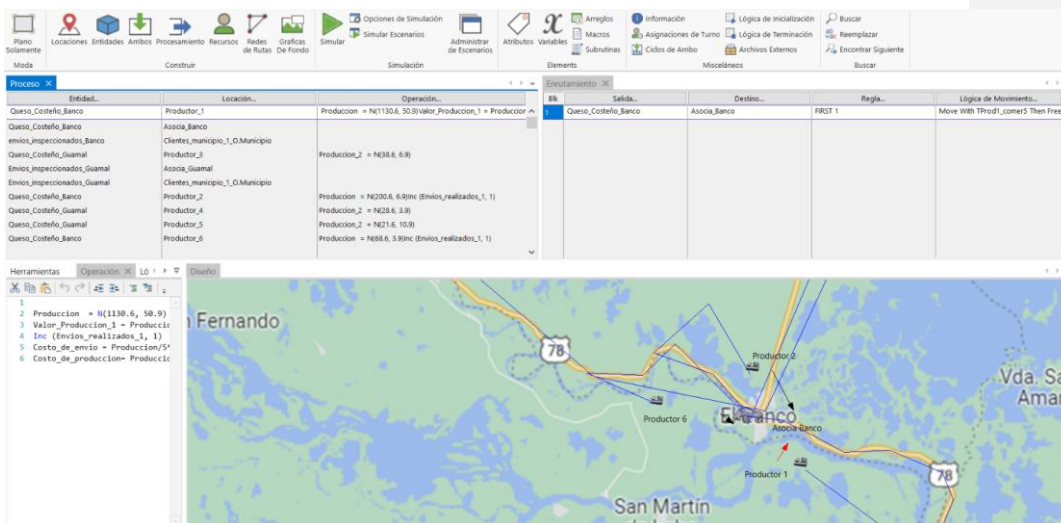 Plano Solamente
Locaciones Entidades Arribos Procesamiento Recursos Redes de Rutas Graficas De Fondo
Simular
Opciones de Simulación
Simular Escenarios
Administrar de Escenarios
Atributos Variables
Arreglos
Macros
Subrutinas
Información
Asignaciones de Turno
Ciclos de Arribo
Lógica de Inicialización
Lógica de Terminación
Archivos Externos
Buscar
Reemplazar
Encontrar Siguiente
Moda Construir Simulación Elements Misceláneos Buscar
Proceso
Entidad... Locación... Operación...
Queso_Costeño_Banco Productor_1 Produccion = N(1130.6, 50.9)Valor_Produccion_1 = Produccior
Queso_Costeño_Banco Asocia_Banco
envios_inspeccionados_Banco Clientes_municipio_1_O.Municipio
Queso_Costeño_Guamal Productor_3 Produccion_2 = N(38.6, 6.9)
Envios_inspeccionados_Guamal Asocia_Guamal
Envios_inspeccionados_Guamal Clientes_municipio_1_O.Municipio
Queso_Costeño_Banco Productor_2 Produccion = N(200.6, 6.9)Inc (Envios_realizados_1, 1)
Queso_Costeño_Guamal Productor_4 Produccion_2 = N(28.6, 3.9)
Queso_Costeño_Guamal Productor_5 Produccion_2 = N(21.6, 10.9)
Queso_Costeño_Banco Productor_6 Produccion = N(68.6, 3.9)Inc (Envios_realizados_1, 1)
Enrutamiento
Blk Salida... Destino... Regla... Lógica de Movimiento...
1 Queso_Costeño_Banco Asocia_Banco FIRST 1 Move With TProd1_comer5 Then Free
Herramientas Operación Ló
1
2 Produccion = N(1130.6, 50.9)
3 Valor_Produccion_1 = Producció
4 Inc (Envios_realizados_1, 1)
5 Costo_de_envio = Produccion/5*
6 Costo_de_produccion= Producció
Diseño
n Fernando
78
Productor 2
Vda. Sa
Amar
Productor 6
El Banco
Asocia Banco
Productor 1
78
San Martín